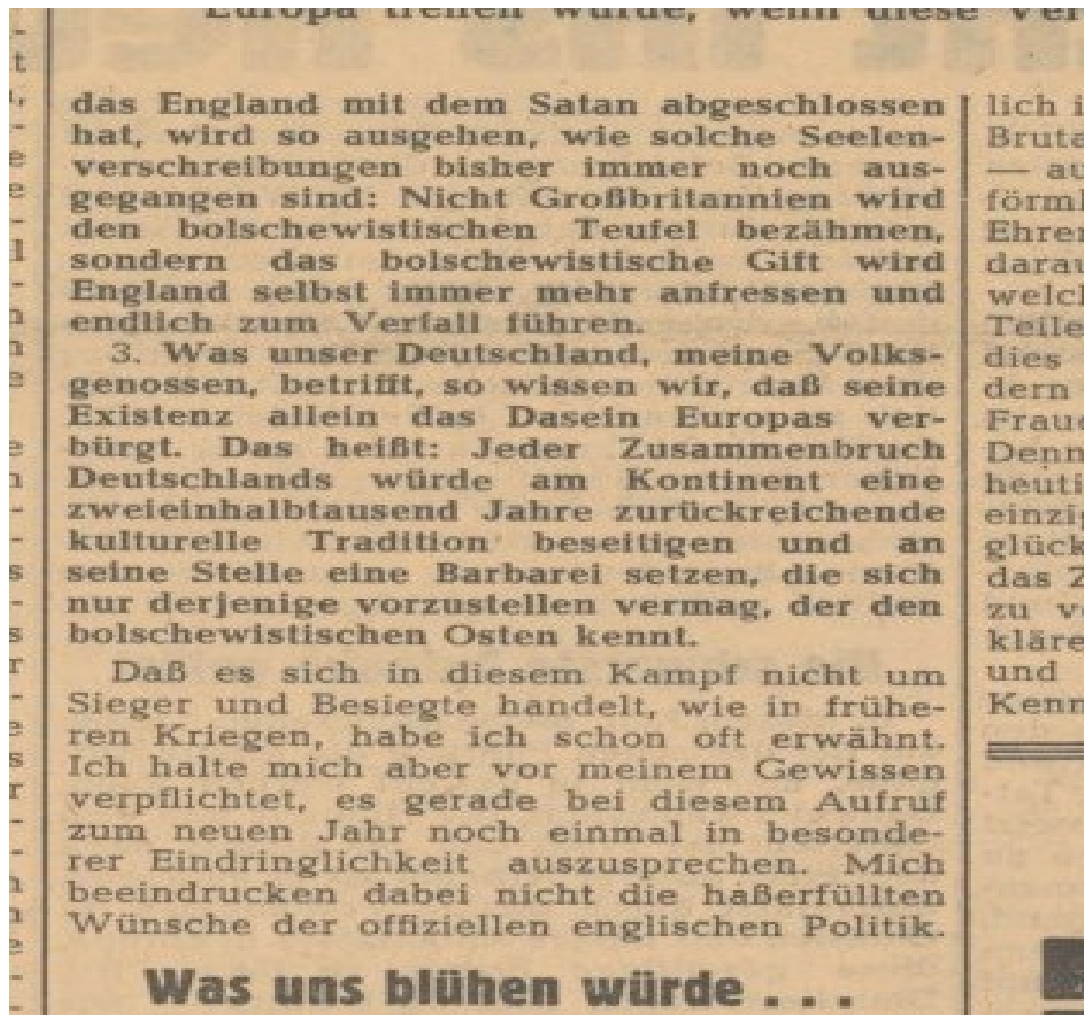 Europa treffen würde, wenn diese Ver
das England mit dem Satan abgeschlossen
hat, wird so ausgehen, wie solche Seelen-
verschreibungen bisher immer noch aus-
gegangen sind: Nicht Großbritannien wird
den bolschewistischen Teufel bezähmen,
sondern das bolschewistische Gift wird
England selbst immer mehr anfressen und
endlich zum Verfall führen.
3. Was unser Deutschland, meine Volks-
genossen, betrifft, so wissen wir, daß seine
Existenz allein das Dasein Europas ver-
bürgt. Das heißt: Jeder Zusammenbruch
Deutschlands würde am Kontinent eine
zweieinhalbtausend Jahre zurückreichende
kulturelle Tradition beseitigen und an
seine Stelle eine Barbarei setzen, die sich
nur derjenige vorzustellen vermag, der den
bolschewistischen Osten kennt.
Daß es sich in diesem Kampf nicht um
Sieger und Besiegte handelt, wie in frühe-
ren Kriegen, habe ich schon oft erwähnt.
Ich halte mich aber vor meinem Gewissen
verpflichtet, es gerade bei diesem Aufruf
zum neuen Jahr noch einmal in besonde-
rer Eindringlichkeit auszusprechen. Mich
beeindrucken dabei nicht die haßerfüllten
Wünsche der offiziellen englischen Politik.
Was uns blühen würde . . .
lich i
Bruta
— au
förml
Ehren
darau
welch
Teile
dies
dern
Fraue
Denn
heuti
einzig
glück
das Z
zu v
kläre
und
Kenn